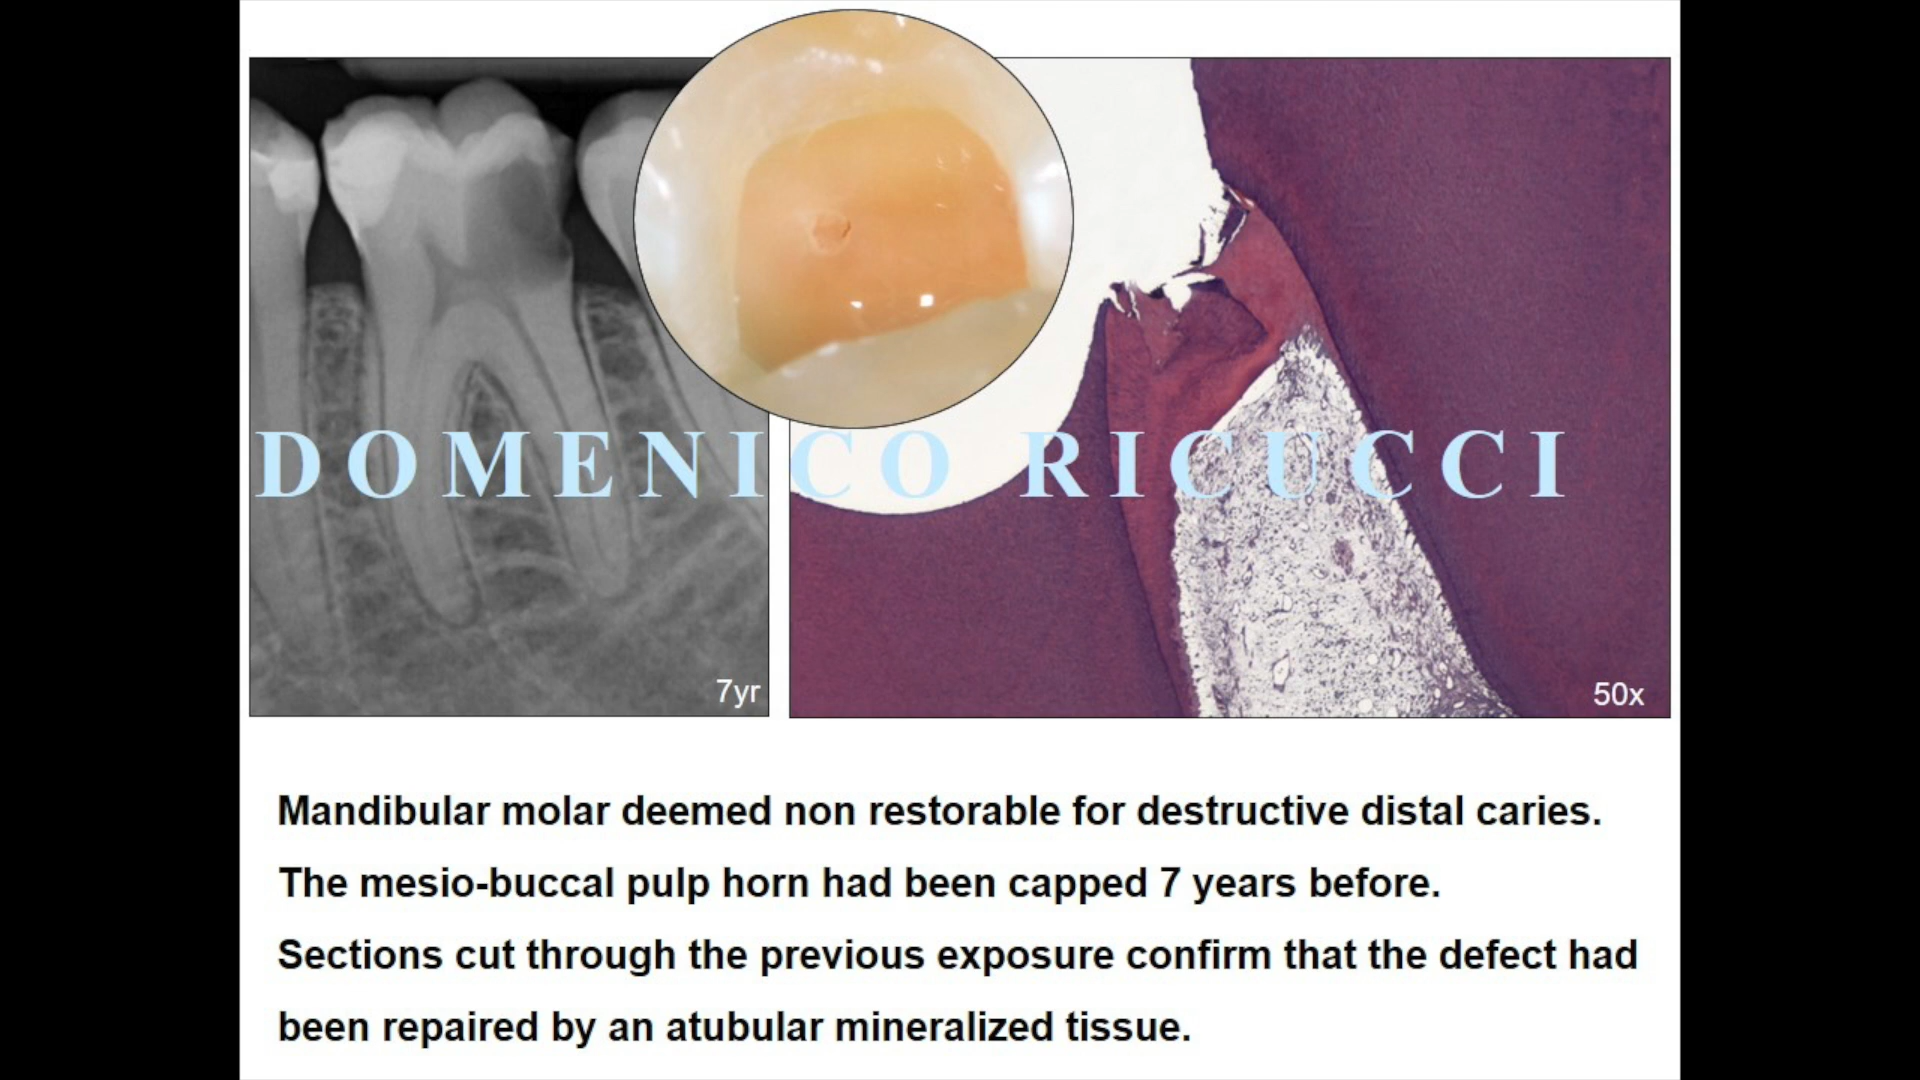 DOMENICO RICUCCI
7yr
50x
Mandibular molar deemed non restorable for destructive distal caries.
The mesio-buccal pulp horn had been capped 7 years before.
Sections cut through the previous exposure confirm that the defect had
been repaired by an atubular mineralized tissue.